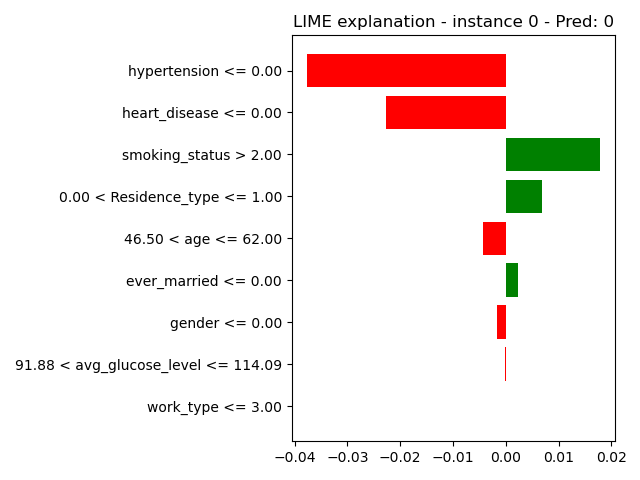 LIME explanation - instance 0 - Pred: 0
hypertension <= 0.00
heart_disease <= 0.00
smoking_status > 2.00
0.00 < Residence_type <= 1.00
46.50 < age <= 62.00
ever_married <= 0.00
gender <= 0.00
91.88 < avg_glucose_level <= 114.09
work_type <= 3.00
−0.04 −0.03 −0.02 −0.01 0.00 0.01 0.02